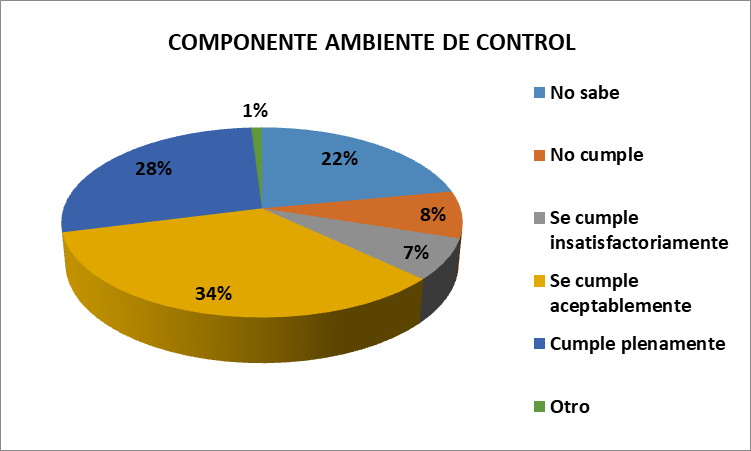 COMPONENTE AMBIENTE DE CONTROL
1%
22%
28%
8%
7%
34%
No sabe
No cumple
Se cumple
insatisfactoriamente
Se cumple
aceptablemente
Cumple plenamente
Otro